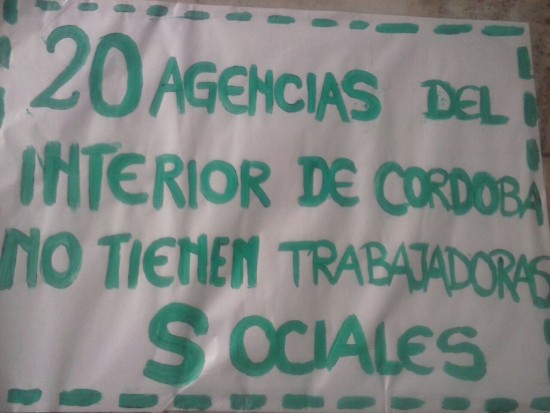 20 AGENCIAS DEL
INTERIOR DE CORDOBA
NO TIENEN TRABAJADORAS
SOCIALES